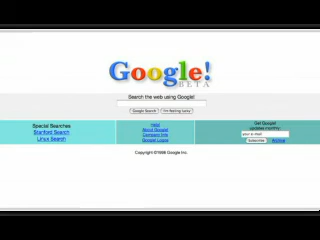 Google!
BETA
Search the web using Google!
Google Search
I'm feeling lucky
Special Searches
Stanford Search
Linux Search
Help!
About Google!
Company Info
Google! Logos
Get Google!
updates monthly:
your e-mail
Subscribe
Archive
Copyright ©1998 Google Inc.